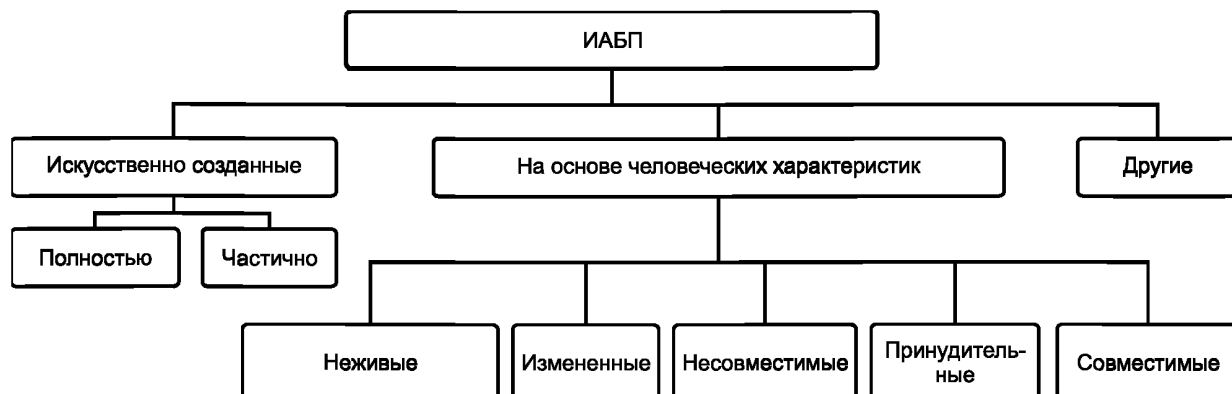 ИАБП
Искусственно созданные
На основе человеческих характеристик
Другие
Полностью
Частично
Неживые
Измененные
Несовместимые
Принудитель-
ные
Совместимые